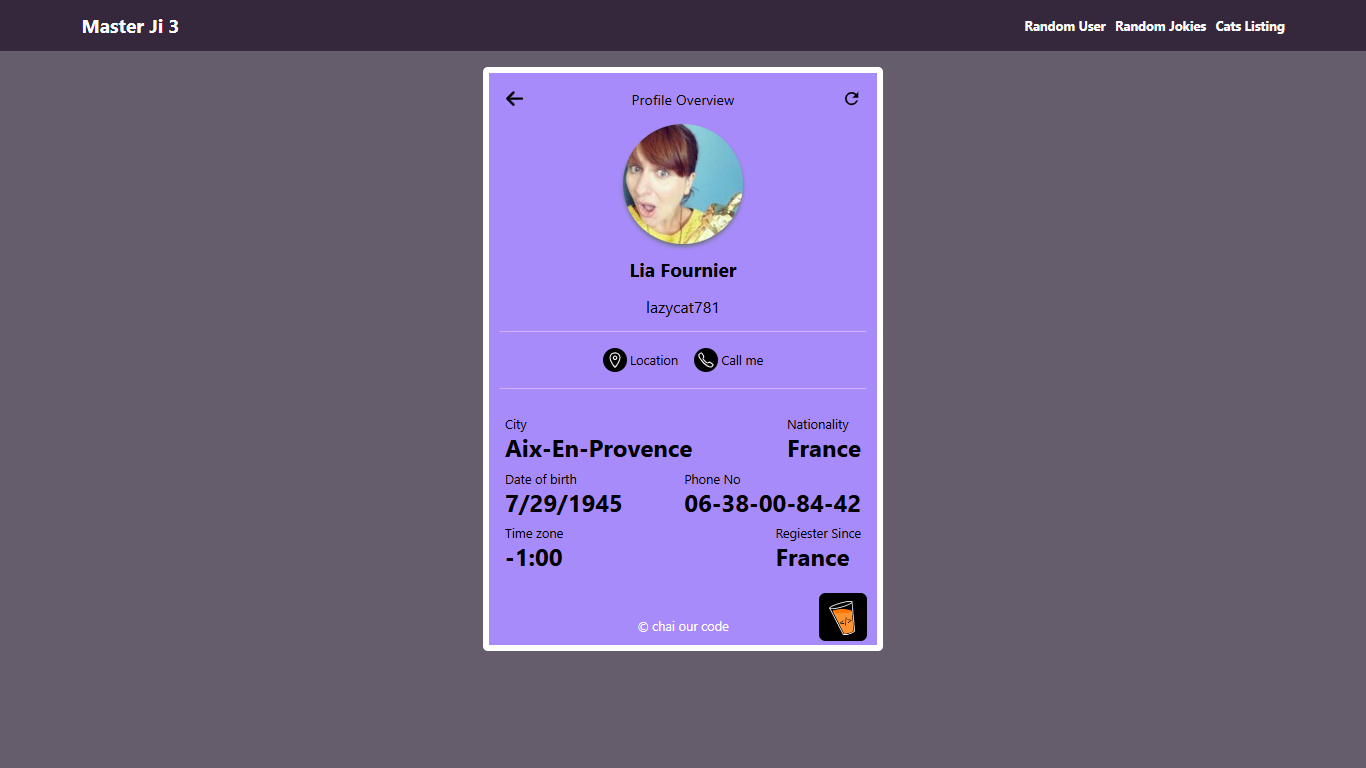 Master Ji 3
Random User Random Jokies Cats Listing
Profile Overview
Lia Fournier
lazycat781
Location Call me
City Nationality
Aix-En-Provence France
Date of birth Phone No
7/29/1945 06-38-00-84-42
Time zone Regiester Since
-1:00 France
</>
© chai our code